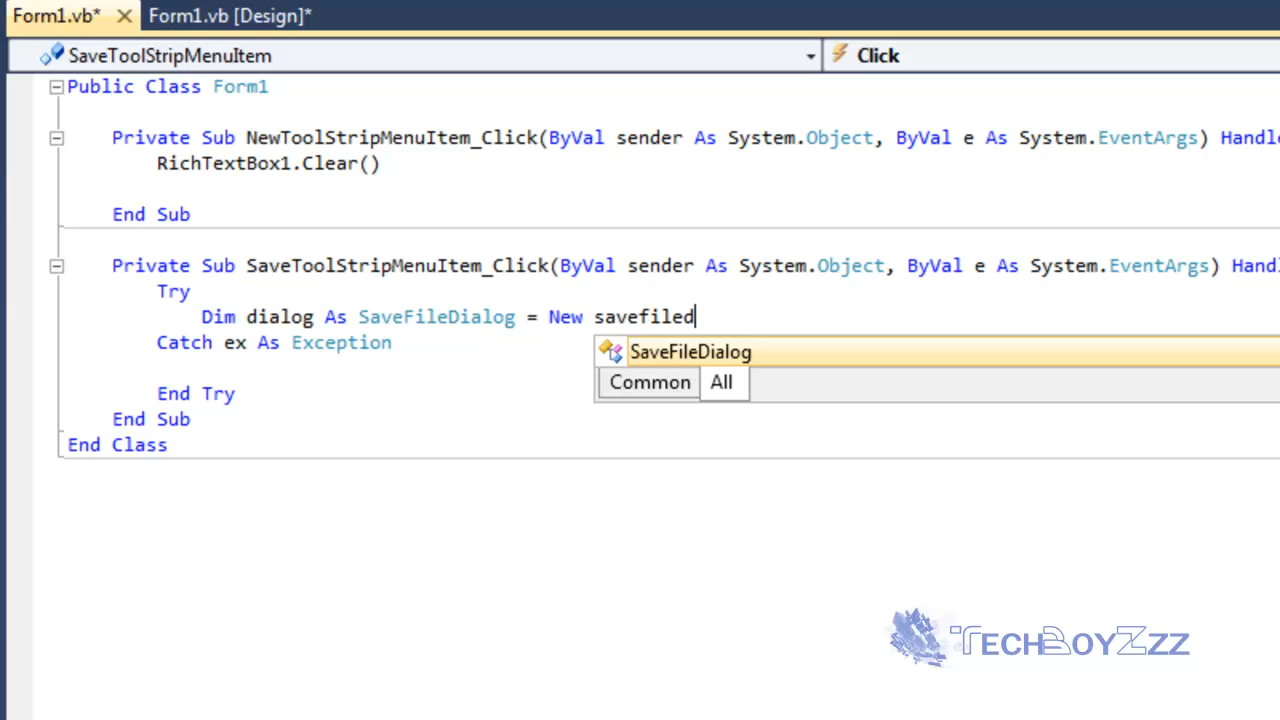 Form1.vb* Form1.vb [Design]*
SaveToolStripMenuItem Click
Public Class Form1
Private Sub NewToolStripMenuItem_Click(ByVal sender As System.Object, ByVal e As System.EventArgs) Handle
RichTextBox1.Clear()
End Sub
Private Sub SaveToolStripMenuItem_Click(ByVal sender As System.Object, ByVal e As System.EventArgs) Handl
Try
Dim dialog As SaveFileDialog = New savefiled
Catch ex As Exception
SaveFileDialog
Common All
End Try
End Sub
End Class
TechBoyZzz